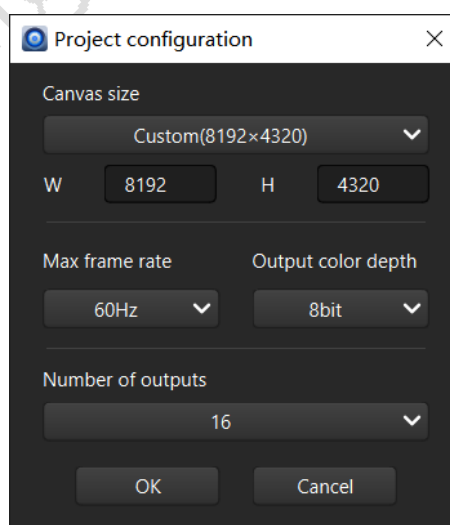 Project configuration
Canvas size
Custom(8192×4320)
W 8192 H 4320
Max frame rate Output color depth
60Hz 8bit
Number of outputs
16
OK Cancel